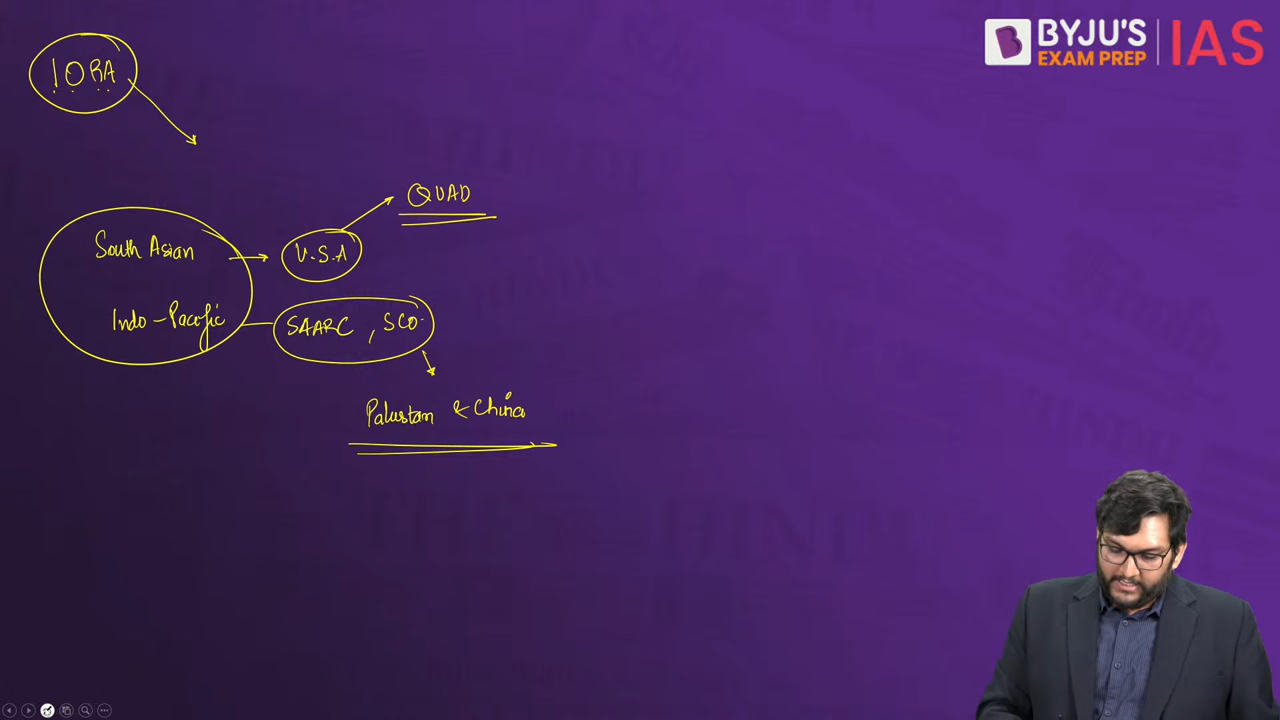 IORA
BYJU'S
EXAM PREP
IAS
QUAD
South Asian
U.S.A
Indo-Pacific
SAARC, SCO.
Pakistan & China